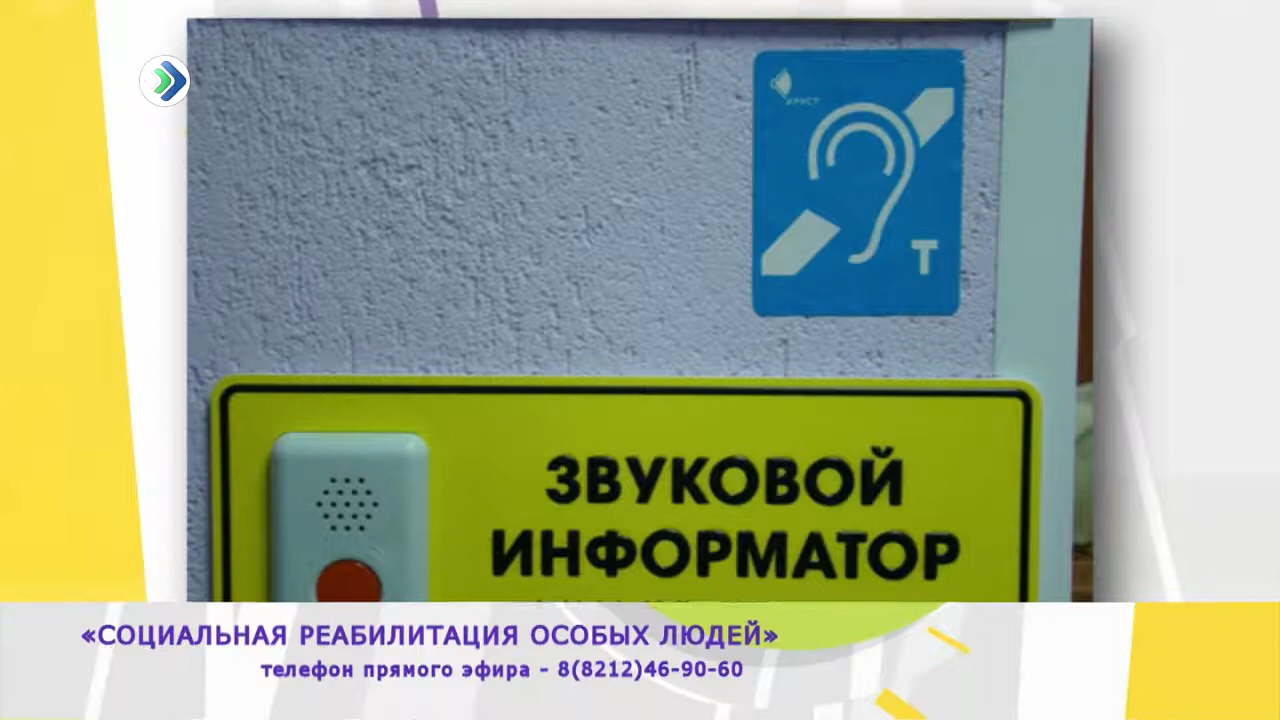 Т
ЗВУКОВОЙ
ИНФОРМАТОР
«СОЦИАЛЬНАЯ РЕАБИЛИТАЦИЯ ОСОБЫХ ЛЮДЕЙ»
телефон прямого эфира - 8(8212)46-90-60